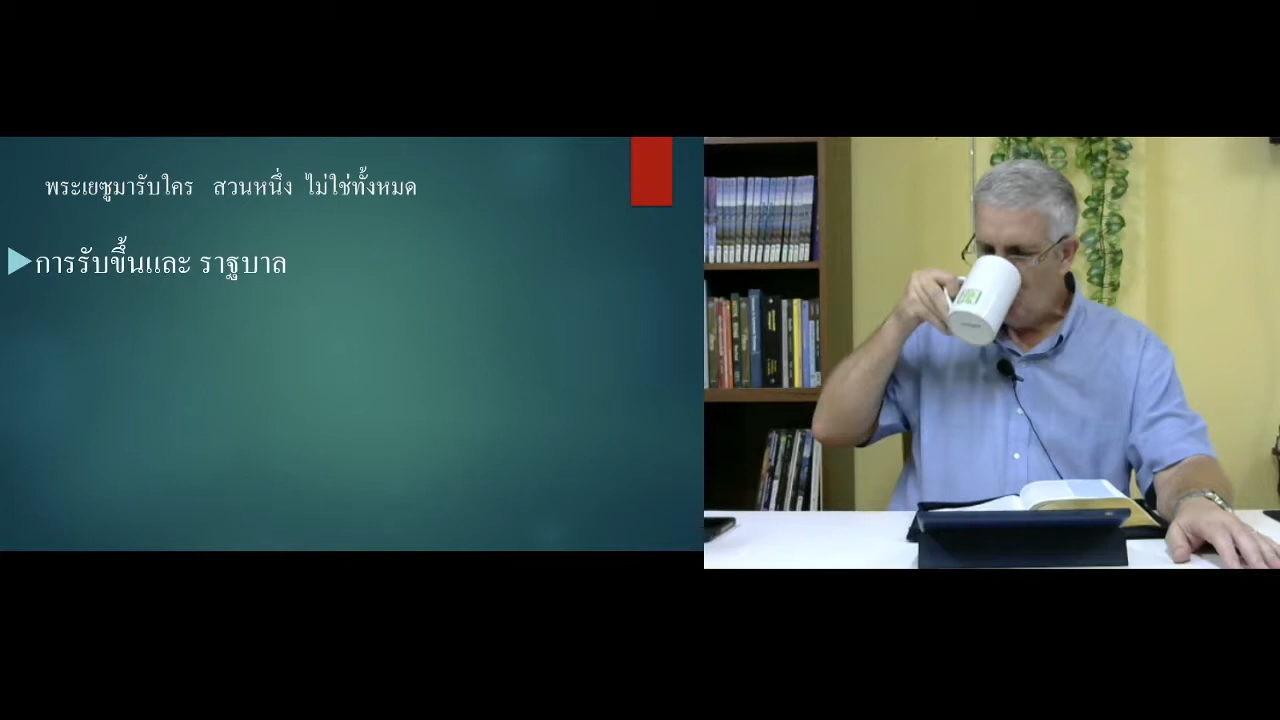 พระเยซูมารับใคร สวนหนึ่ง ไม่ใช่ทั้งหมด
การรับขึ้นและ ราฐบาล